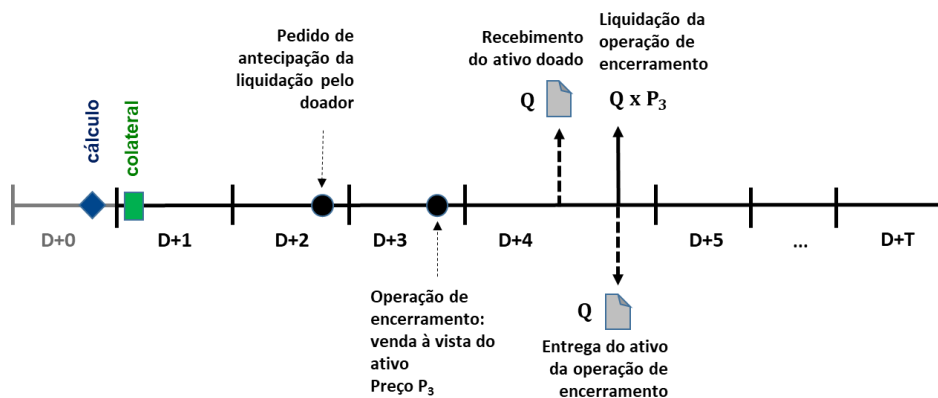 Pedido de
antecipação da
liquidação pelo
doador
Recebimento
do ativo doado
Q
Liquidação da
operação de
encerramento
Q x P₃
cálculo
colateral
D+0
D+1
D+2
D+3
D+4
D+5
...
D+T
Operação de
encerramento:
venda à vista do
ativo
Preço P₃
Q
Entrega do ativo
da operação de
encerramento